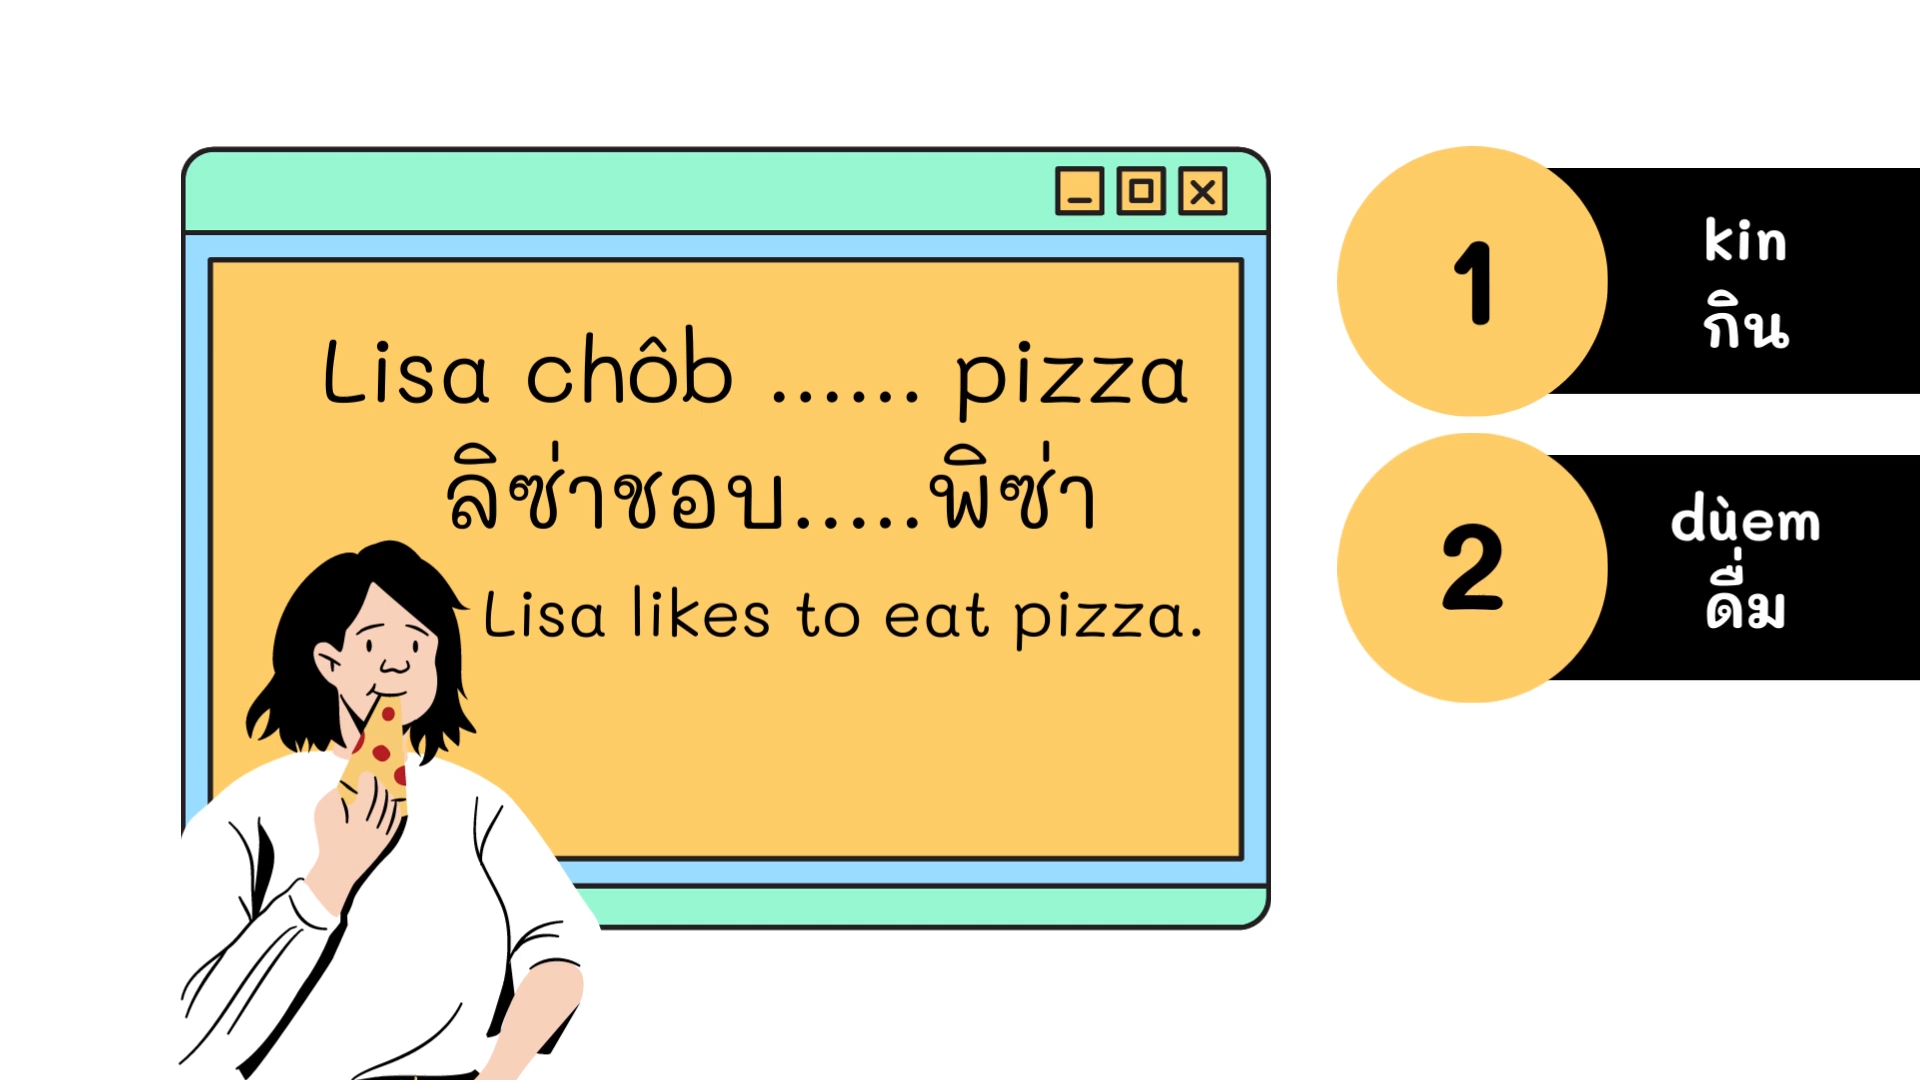 Lisa chôb ...... pizza
ลิซ่าชอบ.....พิซ่า
Lisa likes to eat pizza.
1
kin
กิน
2
dùem
ดื่ม